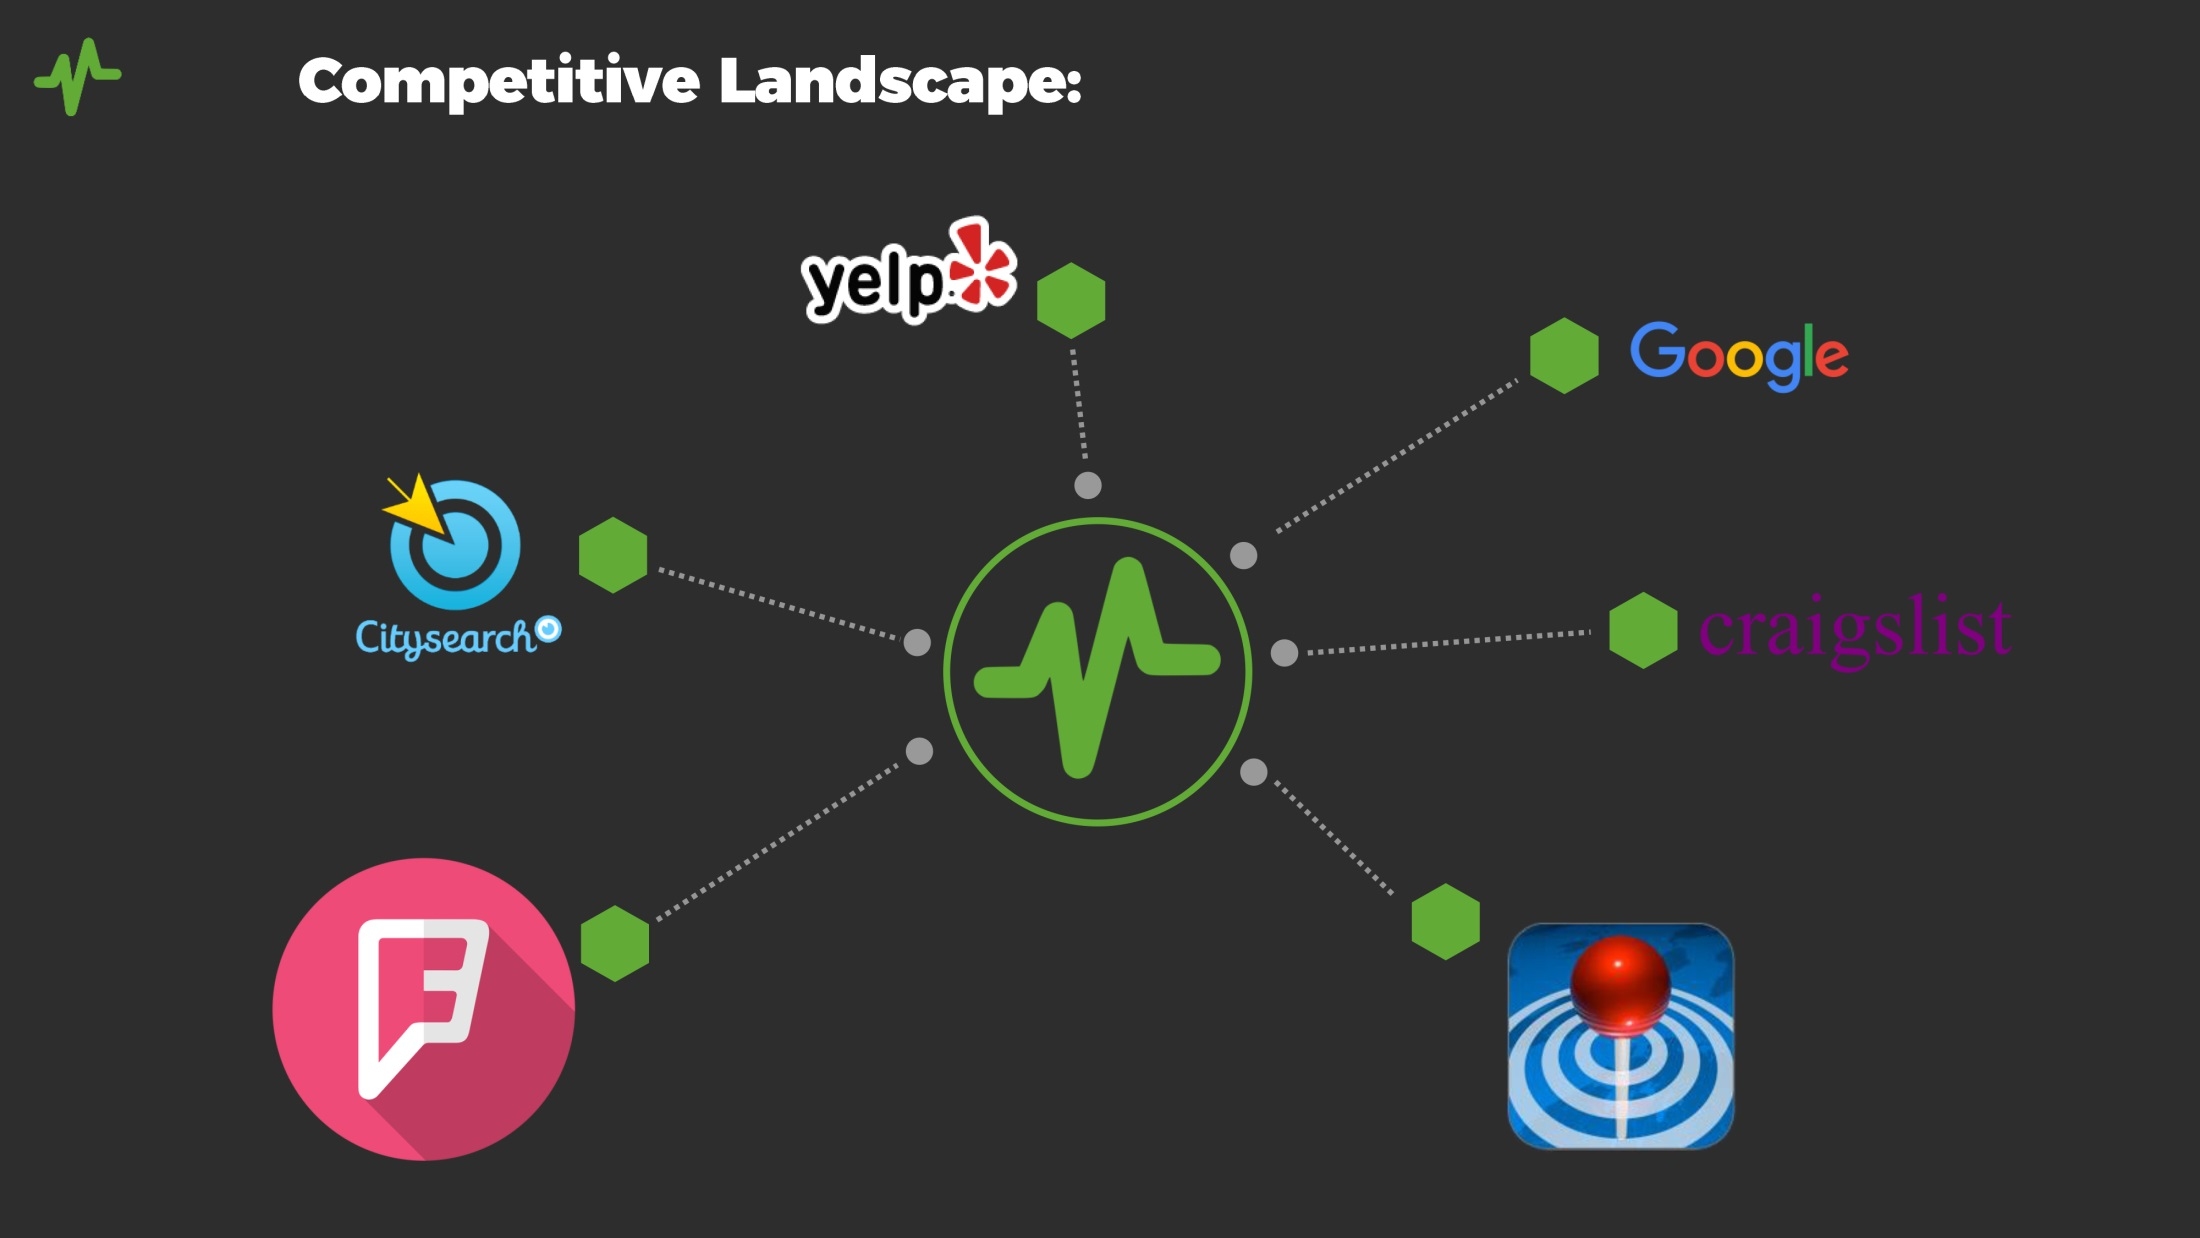 Competitive Landscape:
yelp
Google
Citysearch
craigslist